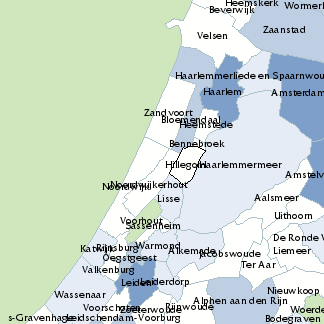 Heemskerk
Beverwijk
Wormerl
Zaanstad
Velsen
Haarlemmerliede en Spaarnwou
Haarlem
Amsterdam
Zandvoort
Bloemendaal
Heemstede
Bennebroek
Hillegom
Haarlemmermeer
Amstelv
Noordwijkerhout
Noordwijk
Lisse
Aalsmeer
Uithoorn
Voorhout
Sassenheim
De Ronde V
Katwijk
Rijnsburg
Warmond
Alkemade
Jacobswoude
Liemeer
Oegstgeest
Ter Aar
Valkenburg
Leiden
Leiderdorp
Wassenaar
Nieuwkoop
Voorschoten
Zoeterwoude
Rijnwoude
Alphen aan den Rijn
Woerden
s-Gravenhage
Leidschendam-Voorburg
Bodegraven